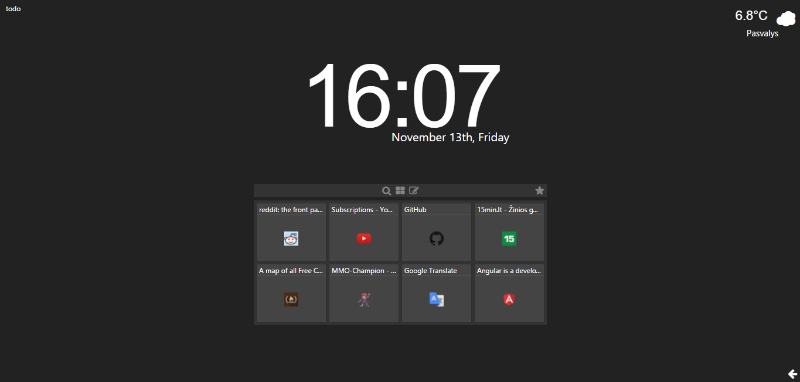 todo
6.8°C
Pasvalys
16:07
November 13th, Friday
reddit: the front pa...
Subscriptions - Yo...
GitHub
15min.lt - Žinios g...
15
A map of all Free C...
MMO-Champion - ...
Google Translate
Angular is a develo...